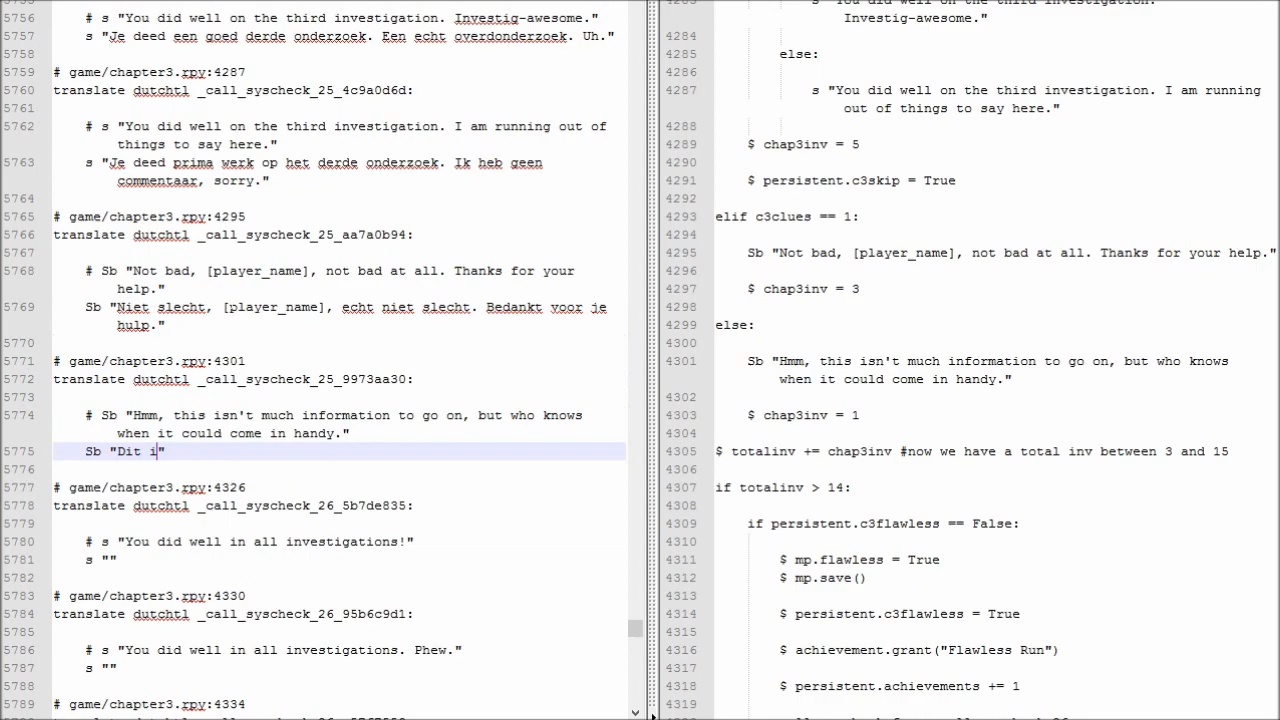 5756 # s "You did well on the third investigation. Investig-awesome."
5757 s "Je deed een goed derde onderzoek. Een echt overdonderzoek. Uh."
5758
5759 # game/chapter3.rpy:4287
5760 translate dutchtl _call_syscheck_25_4c9a0d6d:
5761
5762 # s "You did well on the third investigation. I am running out of
things to say here."
5763 s "Je deed prima werk op het derde onderzoek. Ik heb geen
commentaar, sorry."
5764
5765 # game/chapter3.rpy:4295
5766 translate dutchtl _call_syscheck_25_aa7a0b94:
5767
5768 # Sb "Not bad, [player_name], not bad at all. Thanks for your
help."
5769 Sb "Niet slecht, [player_name], echt niet slecht. Bedankt voor je
hulp."
5770
5771 # game/chapter3.rpy:4301
5772 translate dutchtl _call_syscheck_25_9973aa30:
5773
5774 # Sb "Hmm, this isn't much information to go on, but who knows
when it could come in handy."
5775 Sb "Dit i"
5776
5777 # game/chapter3.rpy:4326
5778 translate dutchtl _call_syscheck_26_5b7de835:
5779
5780 # s "You did well in all investigations!"
5781 s ""
5782
5783 # game/chapter3.rpy:4330
5784 translate dutchtl _call_syscheck_26_95b6c9d1:
5785
5786 # s "You did well in all investigations. Phew."
5787 s ""
5788
5789 # game/chapter3.rpy:4334
s "You did well on the third investigation.
Investig-awesome."
4284
4285 else:
4286
4287 s "You did well on the third investigation. I am running
out of things to say here."
4288
4289 $ chap3inv = 5
4290
4291 $ persistent.c3skip = True
4292
4293 elif c3clues == 1:
4294
4295 Sb "Not bad, [player_name], not bad at all. Thanks for your help."
4296
4297 $ chap3inv = 3
4298
4299 else:
4300
4301 Sb "Hmm, this isn't much information to go on, but who knows
when it could come in handy."
4302
4303 $ chap3inv = 1
4304
4305 $ totalinv += chap3inv #now we have a total inv between 3 and 15
4306
4307 if totalinv > 14:
4308
4309 if persistent.c3flawless == False:
4310
4311 $ mp.flawless = True
4312 $ mp.save()
4313
4314 $ persistent.c3flawless = True
4315
4316 $ achievement.grant("Flawless Run")
4317
4318 $ persistent.achievements += 1
4319